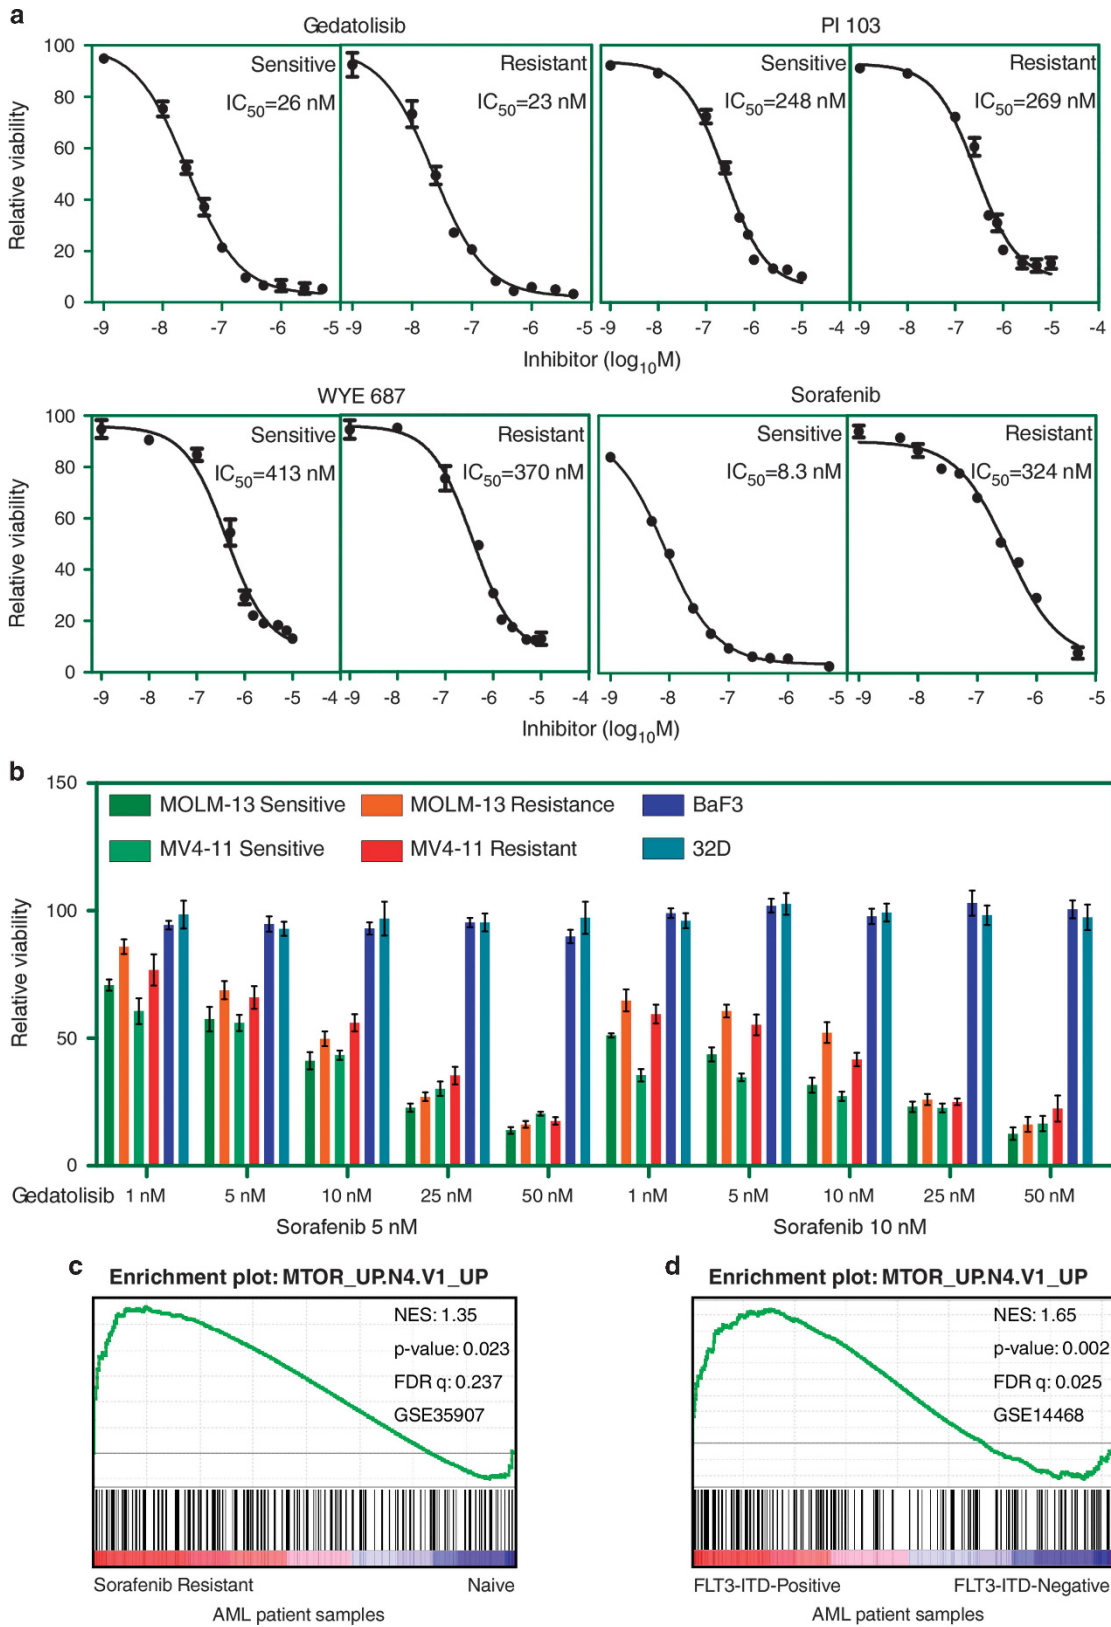 a
Gedatolisib
PI 103
Relative viability
100
80
60
40
20
0
Sensitive
IC50=26 nM
Resistant
IC50=23 nM
Sensitive
IC50=248 nM
Resistant
IC50=269 nM
-9 -8 -7 -6 -5 -9 -8 -7 -6 -5 -9 -8 -7 -6 -5 -4 -9 -8 -7 -6 -5 -4
Inhibitor (log10M)
WYE 687
Sorafenib
Relative viability
100
80
60
40
20
0
Sensitive
IC50=413 nM
Resistant
IC50=370 nM
Sensitive
IC50=8.3 nM
Resistant
IC50=324 nM
-9 -8 -7 -6 -5 -4 -9 -8 -7 -6 -5 -4 -9 -8 -7 -6 -5 -9 -8 -7 -6 -5
Inhibitor (log10M)
b
Relative viability
150
100
50
0
MOLM-13 Sensitive
MOLM-13 Resistance
BaF3
MV4-11 Sensitive
MV4-11 Resistant
32D
Gedatolisib 1 nM 5 nM 10 nM 25 nM 50 nM 1 nM 5 nM 10 nM 25 nM 50 nM
Sorafenib 5 nM
Sorafenib 10 nM
c
Enrichment plot: MTOR_UP.N4.V1_UP
NES: 1.35
p-value: 0.023
FDR q: 0.237
GSE35907
Sorafenib Resistant
Naive
AML patient samples
d
Enrichment plot: MTOR_UP.N4.V1_UP
NES: 1.65
p-value: 0.002
FDR q: 0.025
GSE14468
FLT3-ITD-Positive
FLT3-ITD-Negative
AML patient samples